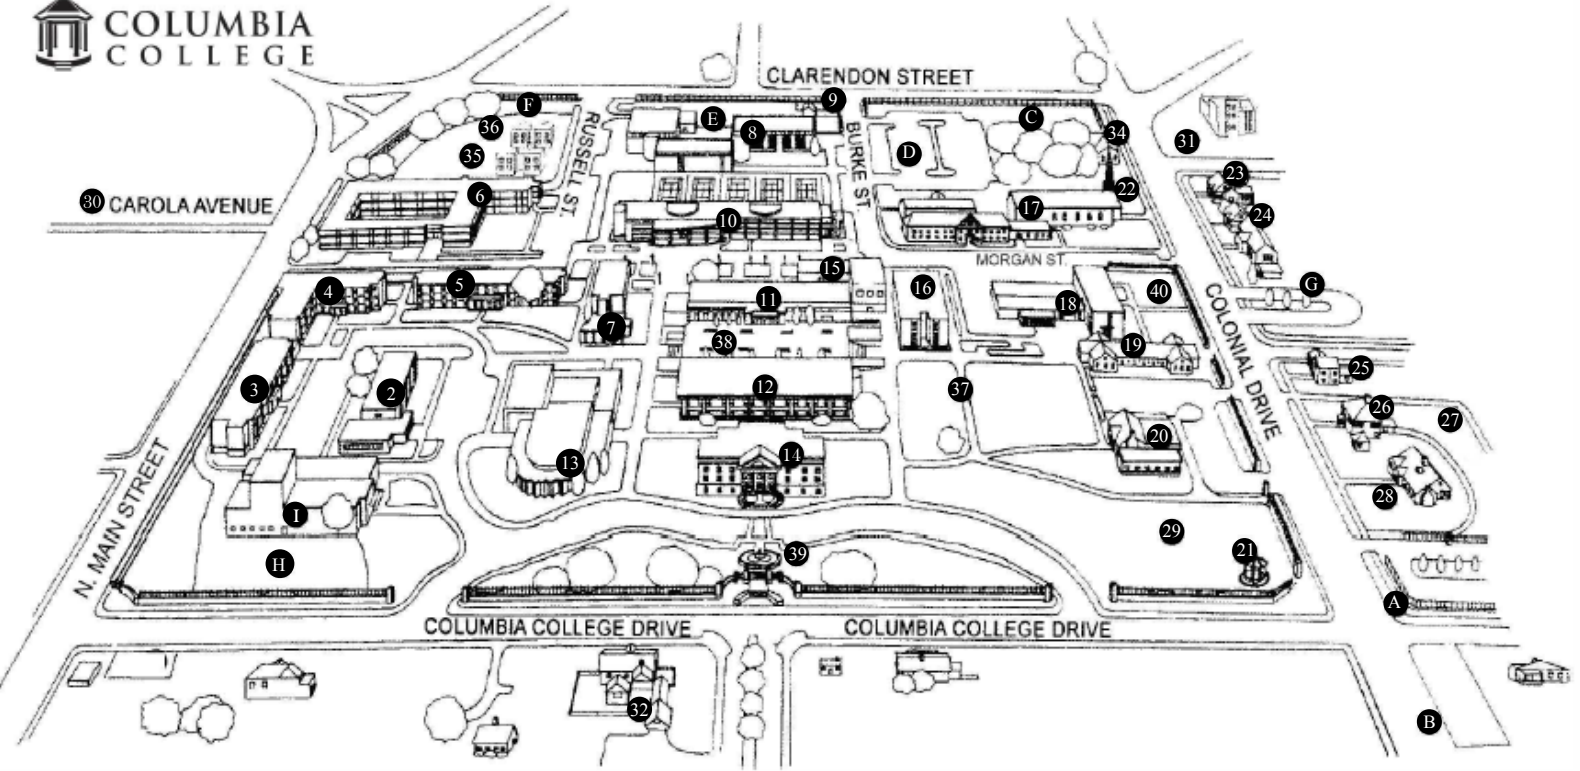 COLUMBIA
COLLEGE
CLARENDON STREET
9
F
E
C
36
8
34
31
RUSSELL ST.
BURKE ST.
35
D
23
30 CAROLA AVENUE
6
22
17
24
10
MORGAN ST.
15
4
5
11
16
18
40
G
COLONIAL DRIVE
7
38
19
25
3
2
12
37
26
27
13
14
20
28
N. MAIN STREET
I
29
H
39
21
A
COLUMBIA COLLEGE DRIVE
COLUMBIA COLLEGE DRIVE
32
B